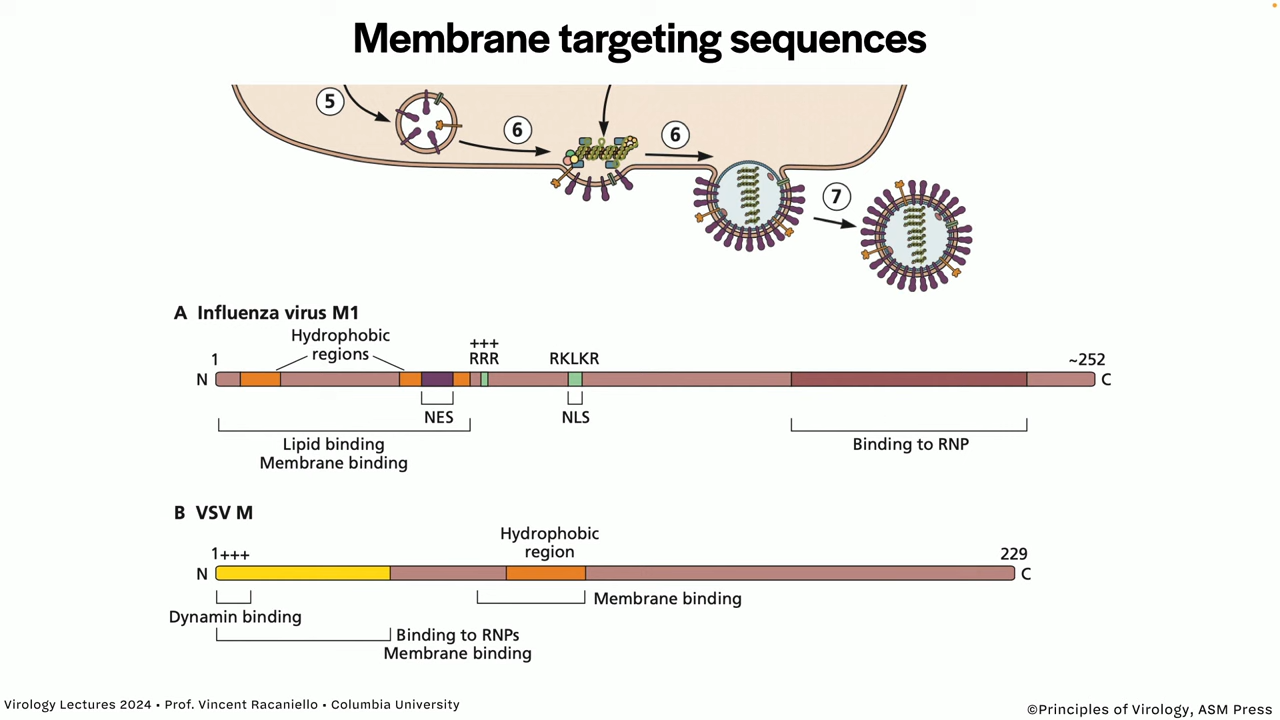 Membrane targeting sequences
5
6
6
7
A Influenza virus M1
Hydrophobic
regions
+++
1
RRR
RKLKR
~252
N
C
NES
NLS
Lipid binding
Membrane binding
Binding to RNP
B VSV M
Hydrophobic
region
1+++
229
N
C
Dynamin binding
Membrane binding
Binding to RNPs
Membrane binding
Virology Lectures 2024 • Prof. Vincent Racaniello • Columbia University
©Principles of Virology, ASM Press